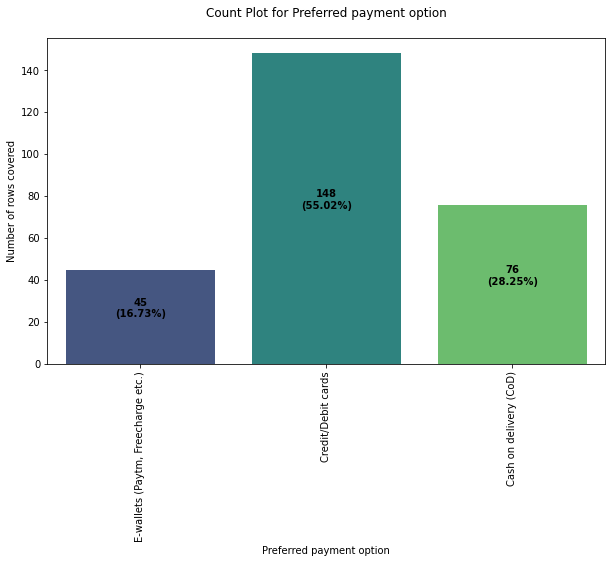 Count Plot for Preferred payment option
Number of rows covered
140
120
100
80
60
40
20
0
45
(16.73%)
148
(55.02%)
76
(28.25%)
E-wallets (Paytm, Freecharge etc.)
Credit/Debit cards
Cash on delivery (CoD)
Preferred payment option